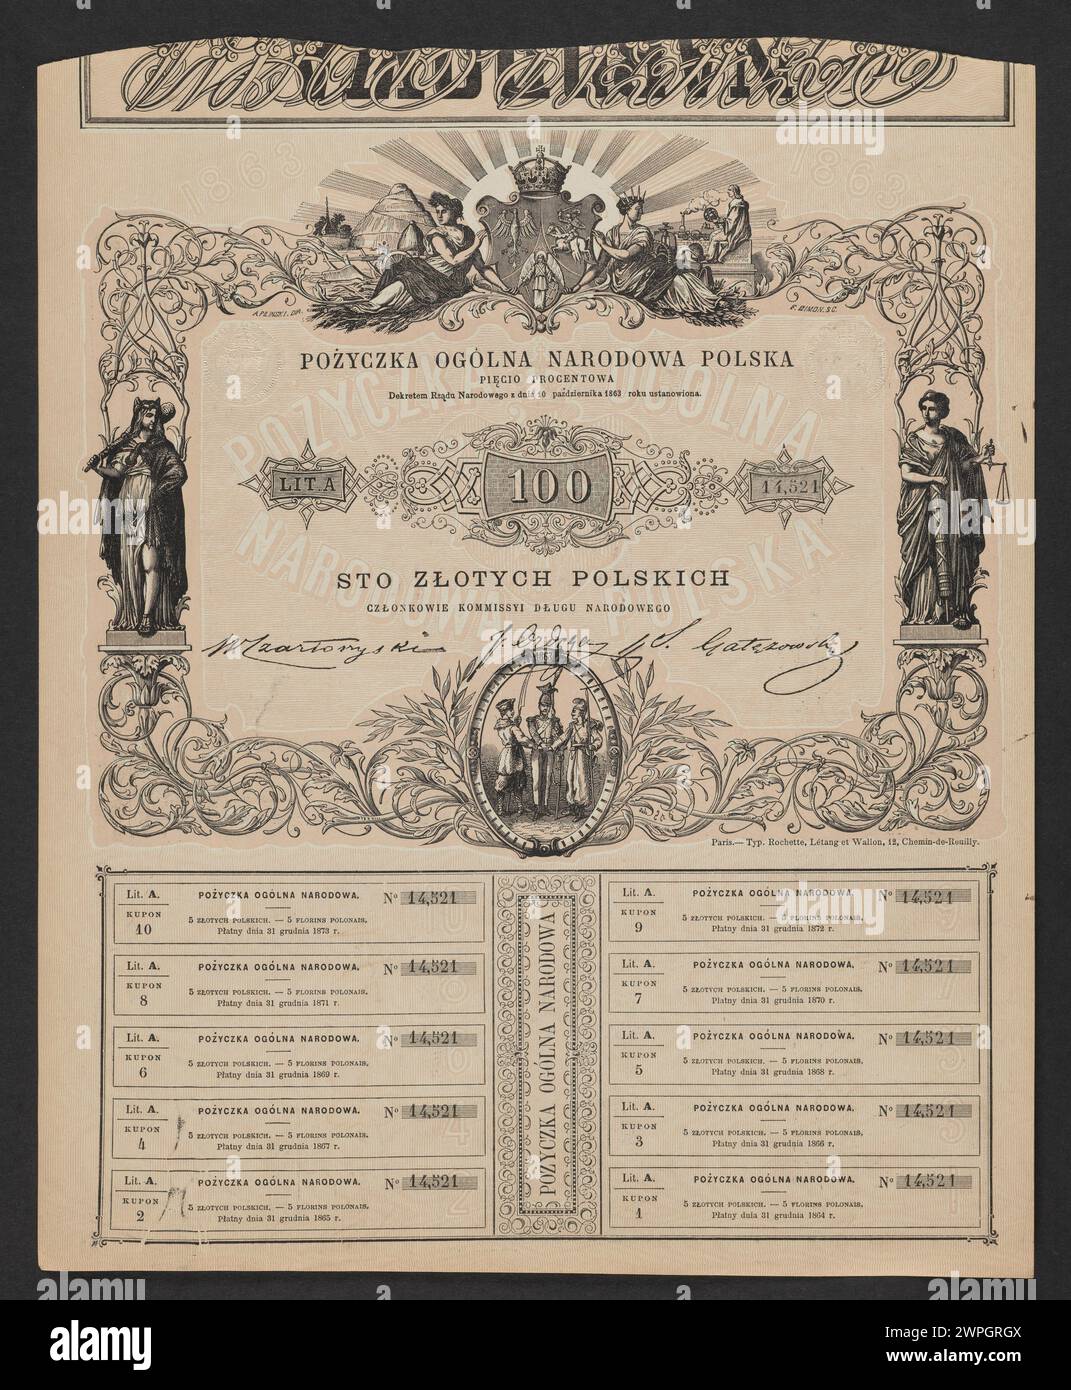 1863
1863
A. PILINSKI, DIR.
F. DIMON. SC.
POŻYCZKA OGÓLNA NARODOWA POLSKA
PIĘCIO PROCENTOWA
Dekretem Rządu Narodowego z dnia 10 października 1863 roku ustanowiona.
POŻYCZKA OGÓLNA
LIT. A
100
14,521
NARODOWA POLSKA
STO ZŁOTYCH POLSKICH
CZŁONKOWIE KOMMISSYI DŁUGU NARODOWEGO
W Czartoryski
S. Gałęzowski
Paris.— Typ. Rochette, Létang et Wallon, 12, Chemin-de-Reuilly.
POŻYCZKA OGÓLNA NARODOWA
Lit. A. POŻYCZKA OGÓLNA NARODOWA. No 14,521
KUPON 10
5 ZŁOTYCH POLSKICH. — 5 FLORINS POLONAIS.
Płatny dnia 31 grudnia 1873 r.
Lit. A. POŻYCZKA OGÓLNA NARODOWA. No 14,521
KUPON 9
5 ZŁOTYCH POLSKICH. — 5 FLORINS POLONAIS.
Płatny dnia 31 grudnia 1872 r.
Lit. A. POŻYCZKA OGÓLNA NARODOWA. No 14,521
KUPON 8
5 ZŁOTYCH POLSKICH. — 5 FLORINS POLONAIS.
Płatny dnia 31 grudnia 1871 r.
Lit. A. POŻYCZKA OGÓLNA NARODOWA. No 14,521
KUPON 7
5 ZŁOTYCH POLSKICH. — 5 FLORINS POLONAIS.
Płatny dnia 31 grudnia 1870 r.
Lit. A. POŻYCZKA OGÓLNA NARODOWA. No 14,521
KUPON 6
5 ZŁOTYCH POLSKICH. — 5 FLORINS POLONAIS.
Płatny dnia 31 grudnia 1869 r.
Lit. A. POŻYCZKA OGÓLNA NARODOWA. No 14,521
KUPON 5
5 ZŁOTYCH POLSKICH. — 5 FLORINS POLONAIS.
Płatny dnia 31 grudnia 1868 r.
Lit. A. POŻYCZKA OGÓLNA NARODOWA. No 14,521
KUPON 4
5 ZŁOTYCH POLSKICH. — 5 FLORINS POLONAIS.
Płatny dnia 31 grudnia 1867 r.
Lit. A. POŻYCZKA OGÓLNA NARODOWA. No 14,521
KUPON 3
5 ZŁOTYCH POLSKICH. — 5 FLORINS POLONAIS.
Płatny dnia 31 grudnia 1866 r.
Lit. A. POŻYCZKA OGÓLNA NARODOWA. No 14,521
KUPON 2
5 ZŁOTYCH POLSKICH. — 5 FLORINS POLONAIS.
Płatny dnia 31 grudnia 1865 r.
Lit. A. POŻYCZKA OGÓLNA NARODOWA. No 14,521
KUPON 1
5 ZŁOTYCH POLSKICH. — 5 FLORINS POLONAIS.
Płatny dnia 31 grudnia 1864 r.
alamy
Image ID: 2WPGRGX
www.alamy.com